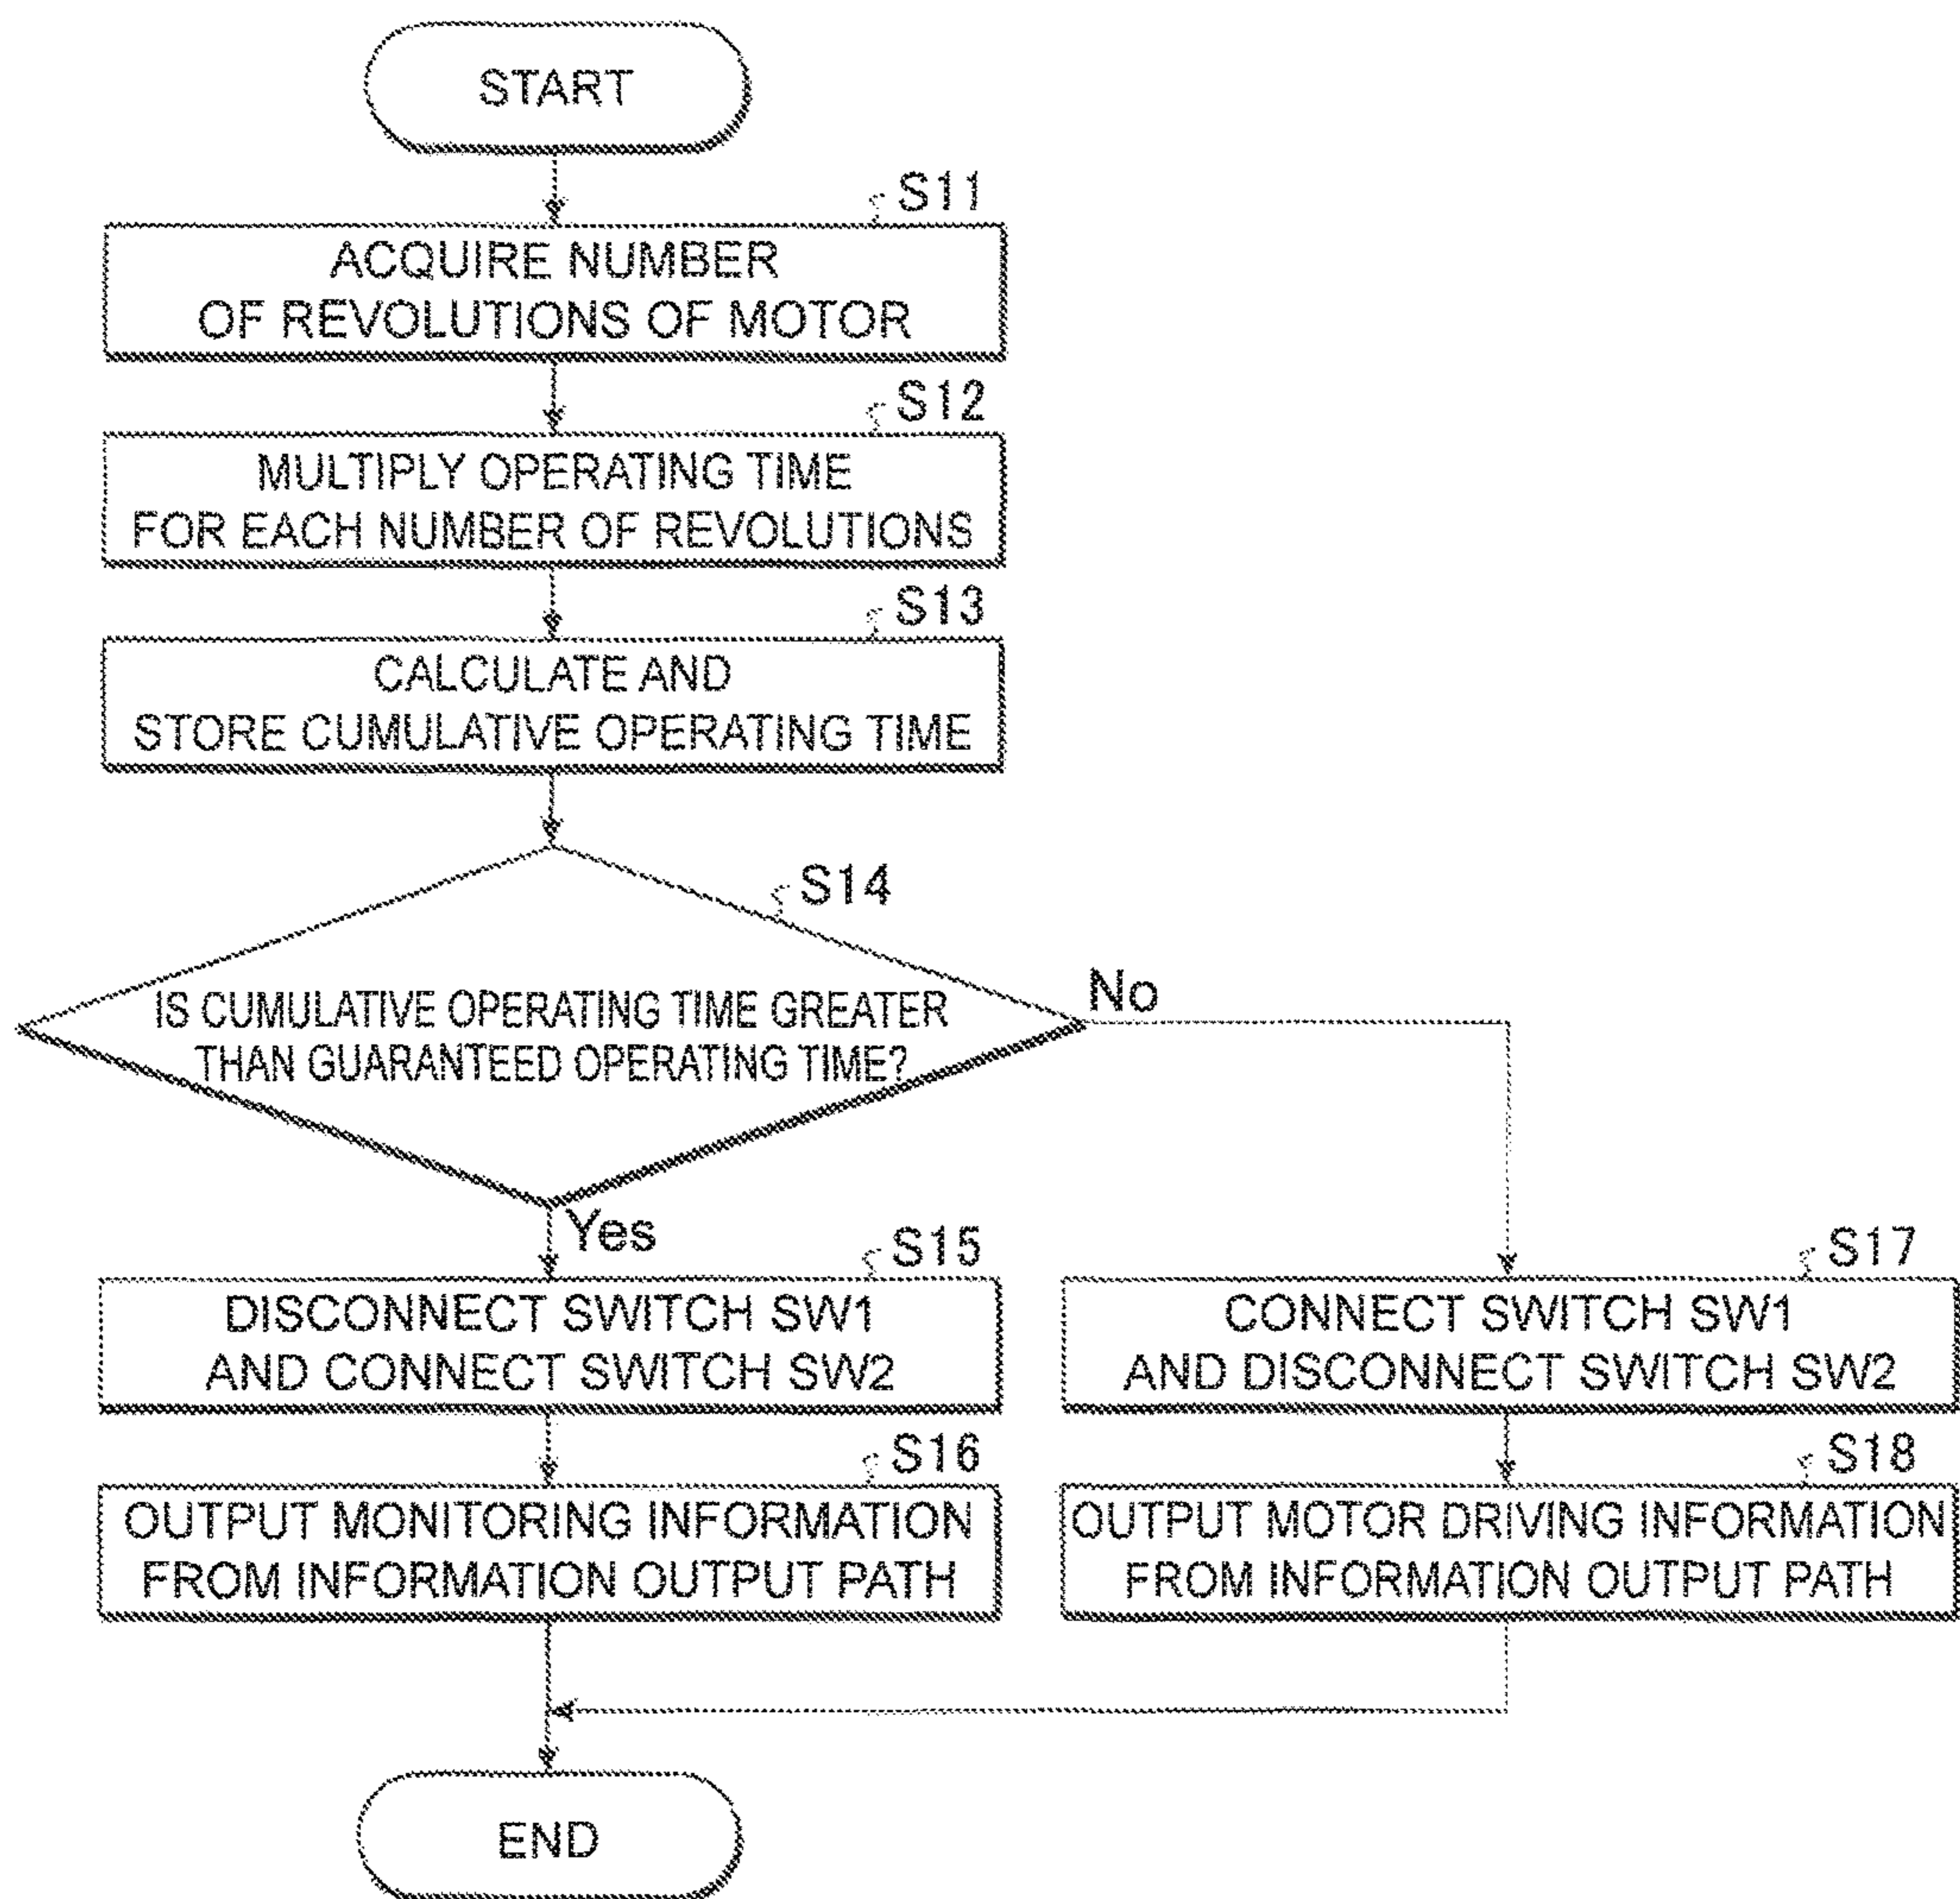 START
S11
ACQUIRE NUMBER
OF REVOLUTIONS OF MOTOR
S12
MULTIPLY OPERATING TIME
FOR EACH NUMBER OF REVOLUTIONS
S13
CALCULATE AND
STORE CUMULATIVE OPERATING TIME
S14
IS CUMULATIVE OPERATING TIME GREATER
THAN GUARANTEED OPERATING TIME?
No
Yes
S15
DISCONNECT SWITCH SW1
AND CONNECT SWITCH SW2
S16
OUTPUT MONITORING INFORMATION
FROM INFORMATION OUTPUT PATH
S17
CONNECT SWITCH SW1
AND DISCONNECT SWITCH SW2
S18
OUTPUT MOTOR DRIVING INFORMATION
FROM INFORMATION OUTPUT PATH
END